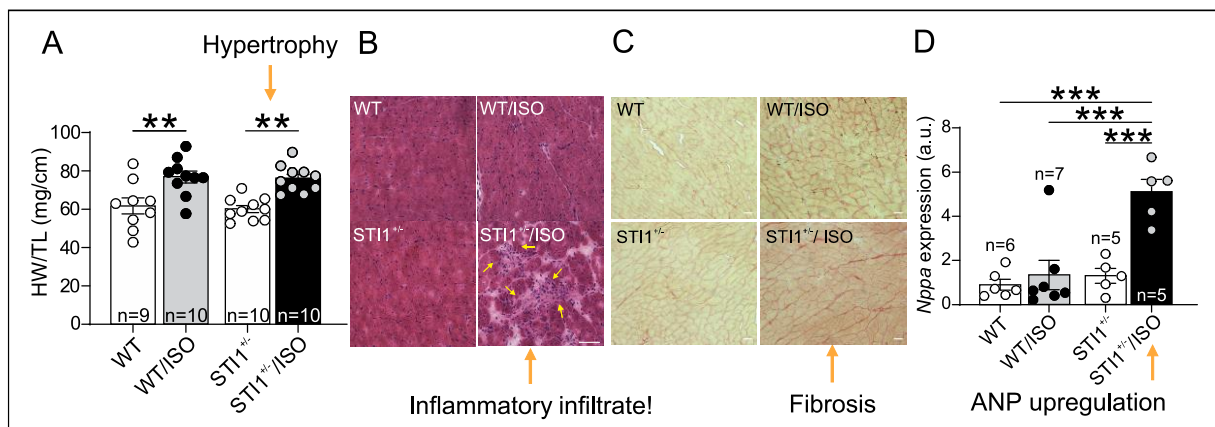 A
Hypertrophy
HW/TL (mg/cm)
100
80
60
40
20
0
**
**
n=9
n=10
n=10
n=10
WT
WT/ISO
STI1+/-
STI1+/-/ISO
B
WT
WT/ISO
STI1+/-
STI1+/-/ISO
Inflammatory infiltrate!
C
WT
WT/ISO
STI1+/-
STI1+/-/ ISO
Fibrosis
D
Nppa expression (a.u.)
8
6
4
2
0
***
***
***
n=6
n=7
n=5
n=5
WT
WT/ISO
STI1+/-
STI1+/-/ISO
ANP upregulation